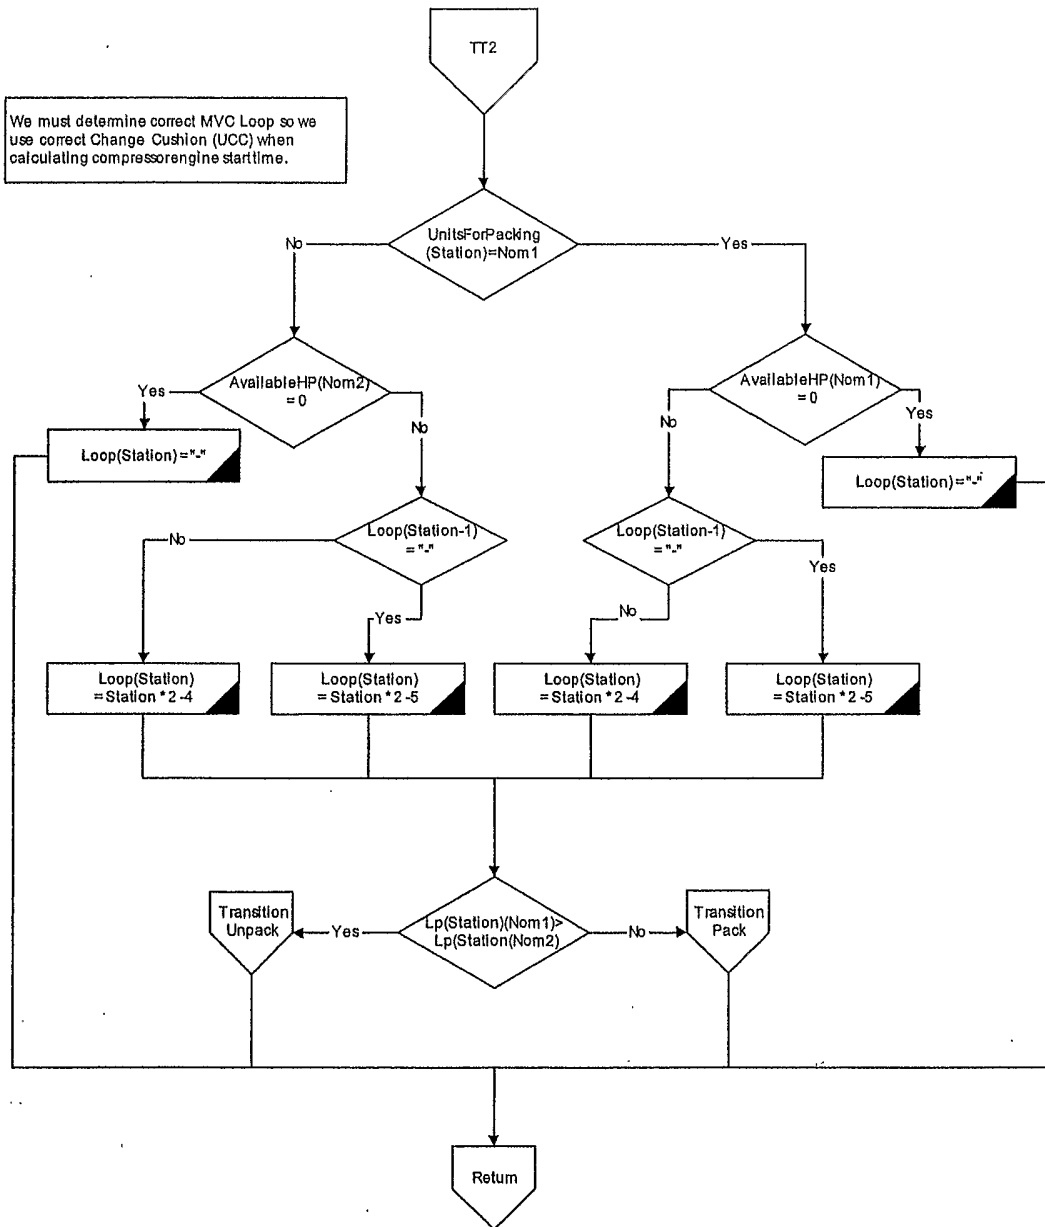 TT2
We must determine correct MVC Loop so we
use correct Change Cushion (UCC) when
calculating compressorengine starttime.
UnitsForPacking
(Station)=Nom1
No
Yes
AvailableHP(Nom2)
= 0
AvailableHP(Nom1)
= 0
Yes
No
No
Yes
Loop(Station)="-"
Loop(Station)="-"
Loop(Station-1)
= "-"
Loop(Station-1)
= "-"
No
Yes
No
Yes
Loop(Station)
= Station * 2 -4
Loop(Station)
= Station * 2 -5
Loop(Station)
= Station * 2 -4
Loop(Station)
= Station * 2 -5
Transition
Unpack
Yes
Lp(Station)(Nom1)>
Lp(Station(Nom2)
No
Transition
Pack
Return